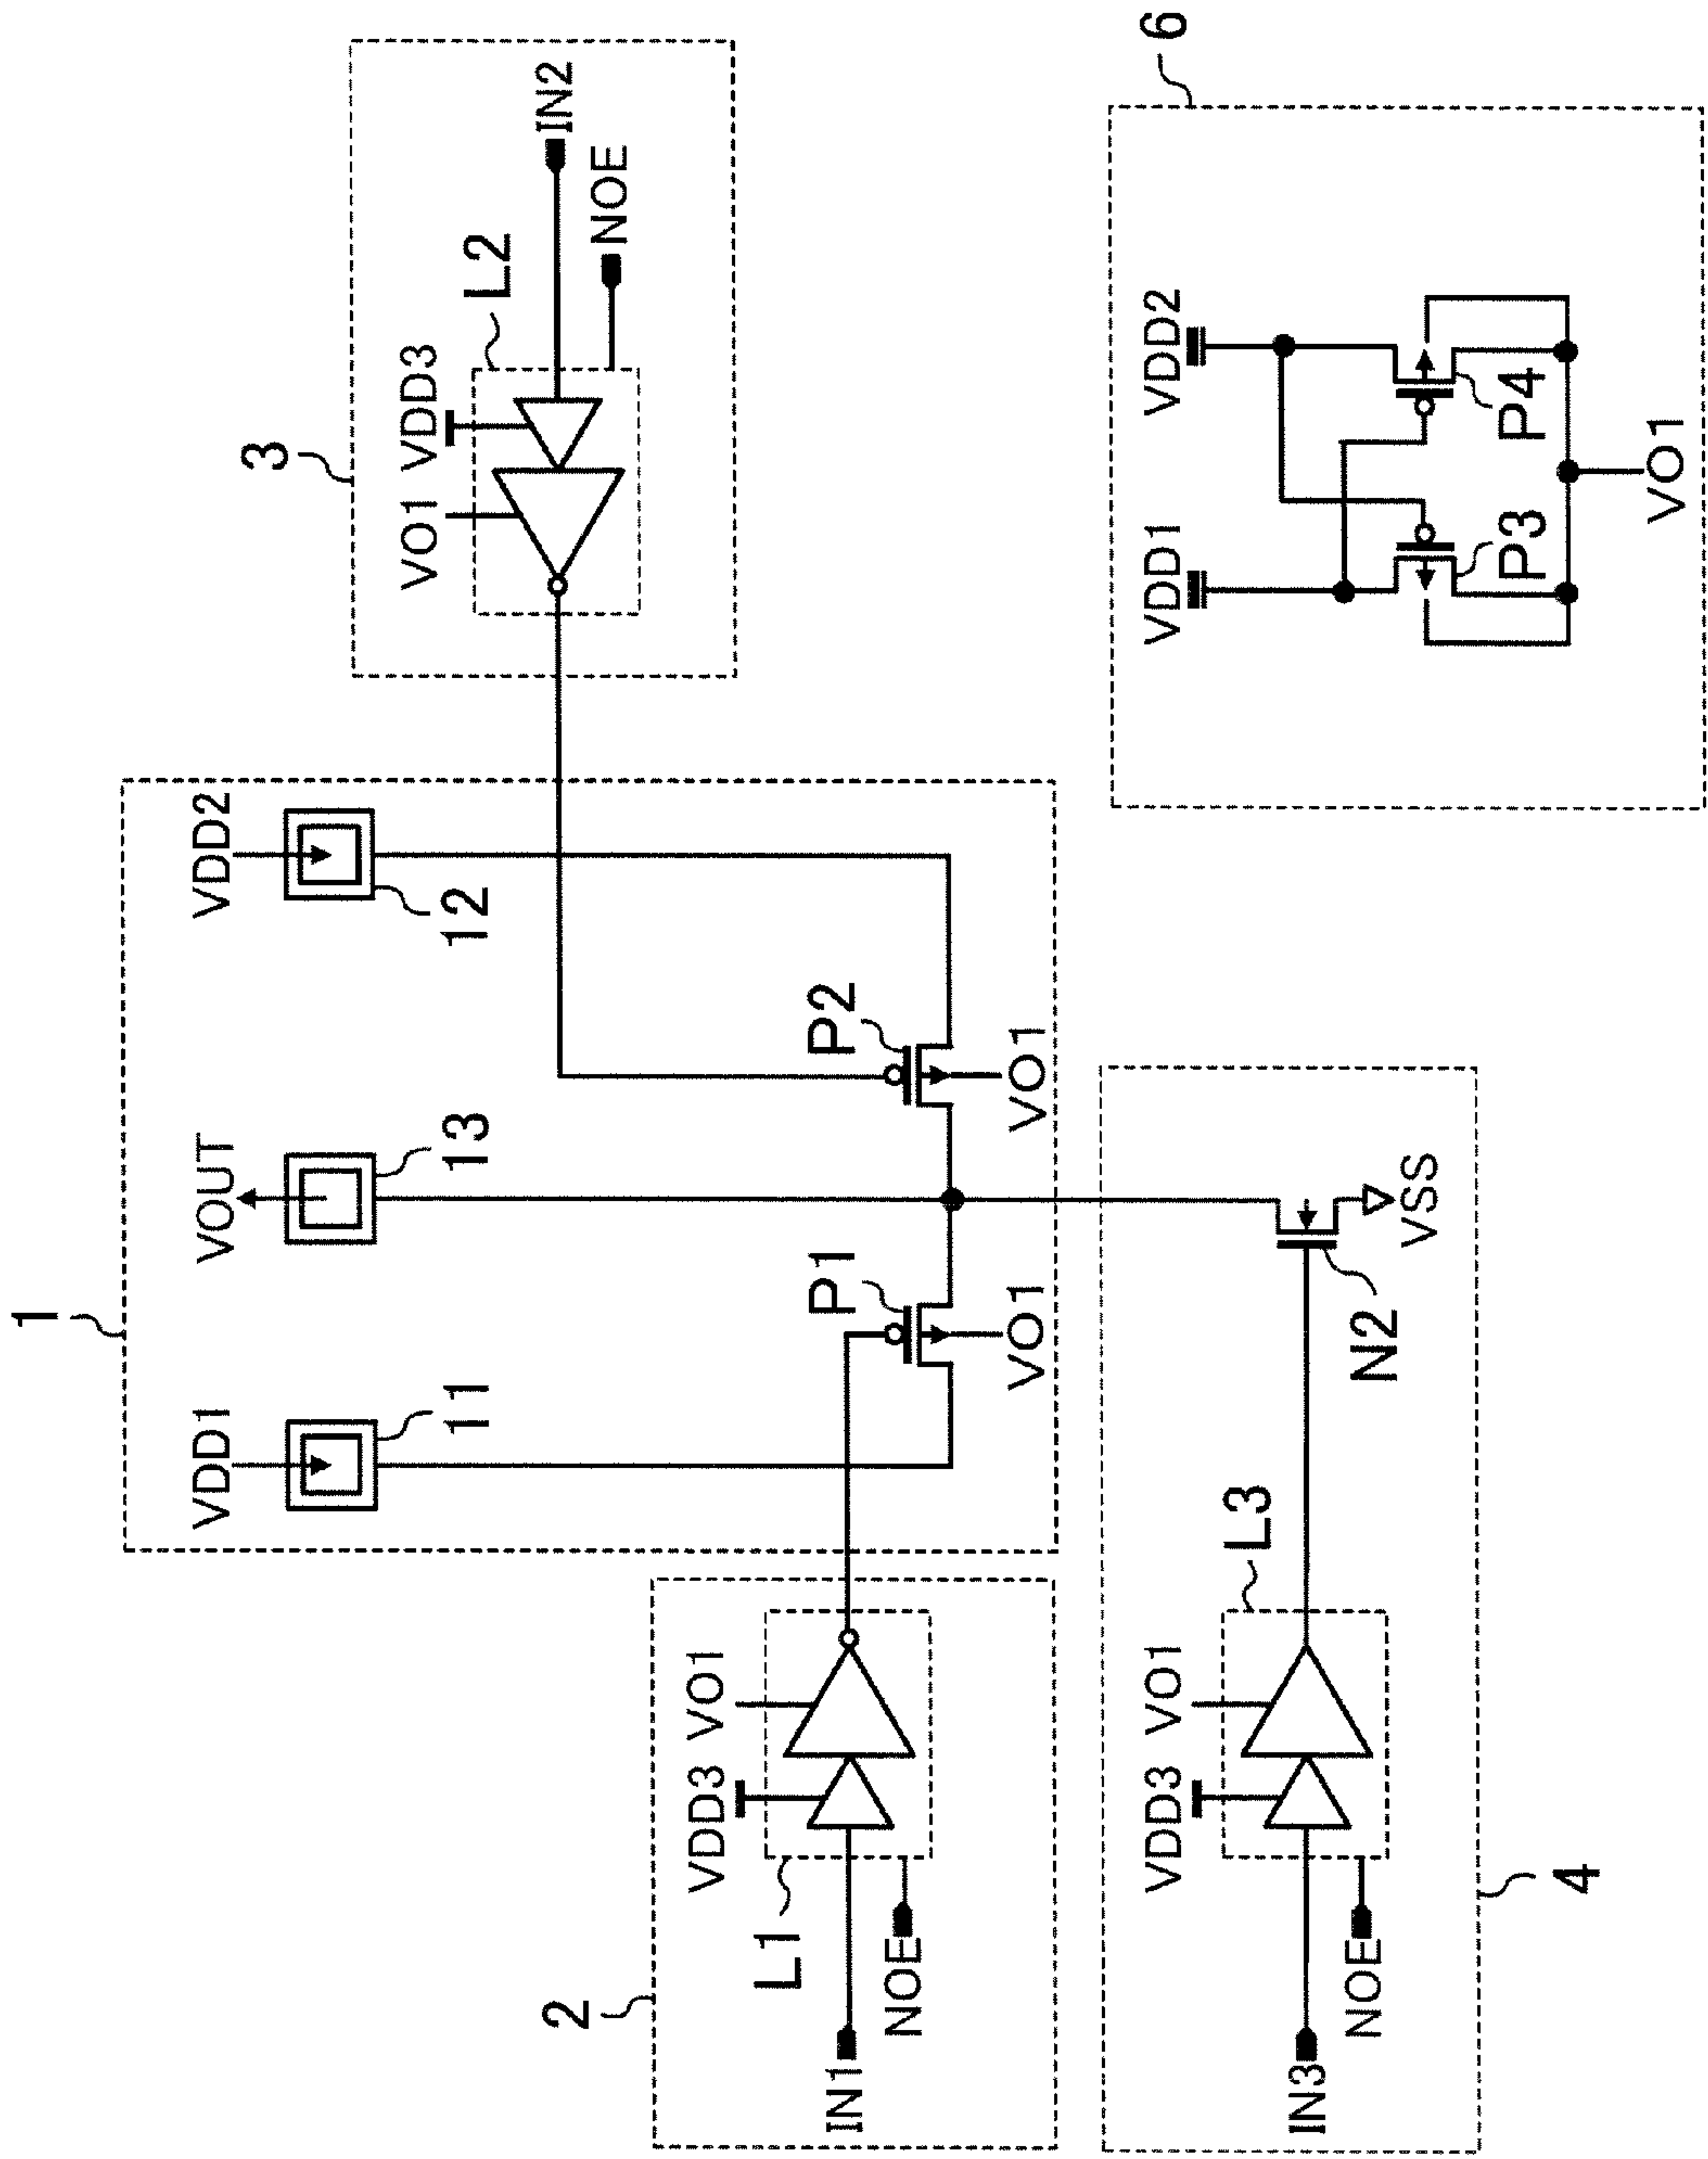 1
VDD1
VOUT
VDD2
11
13
12
P1
P2
VO1
VO1
3
VO1
VDD3
L2
IN2
NOE
2
VDD3
VO1
L1
IN1
NOE
L3
VDD3
VO1
IN3
NOE
N2
VSS
4
6
VDD1
VDD2
P3
P4
VO1